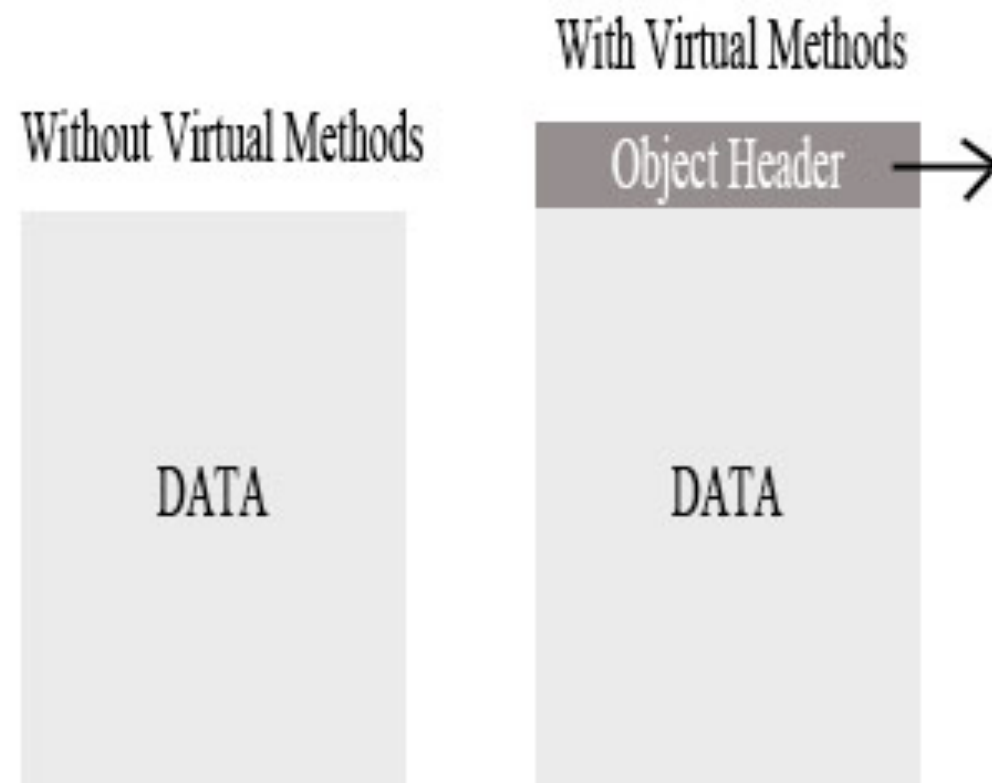 Without Virtual Methods
DATA
With Virtual Methods
Object Header
DATA